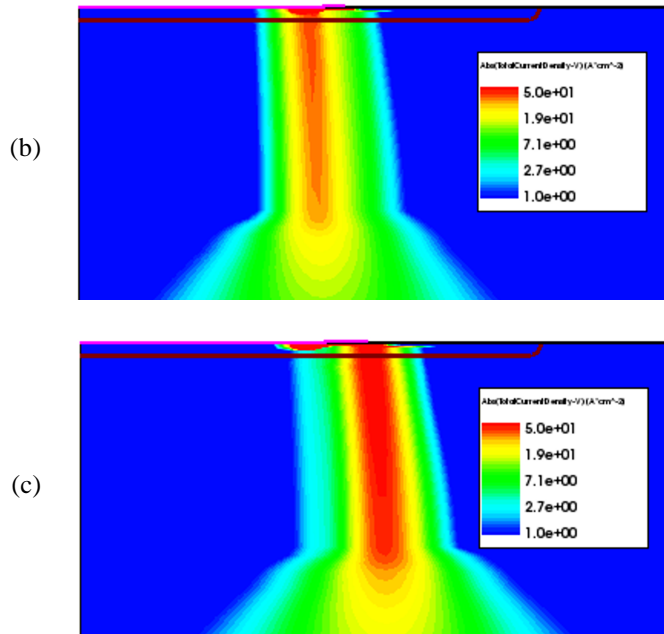 (b)
Abs(TotalCurrentDensity-V) (A*cm^-2)
5.0e+01
1.9e+01
7.1e+00
2.7e+00
1.0e+00
(c)
Abs(TotalCurrentDensity-V) (A*cm^-2)
5.0e+01
1.9e+01
7.1e+00
2.7e+00
1.0e+00